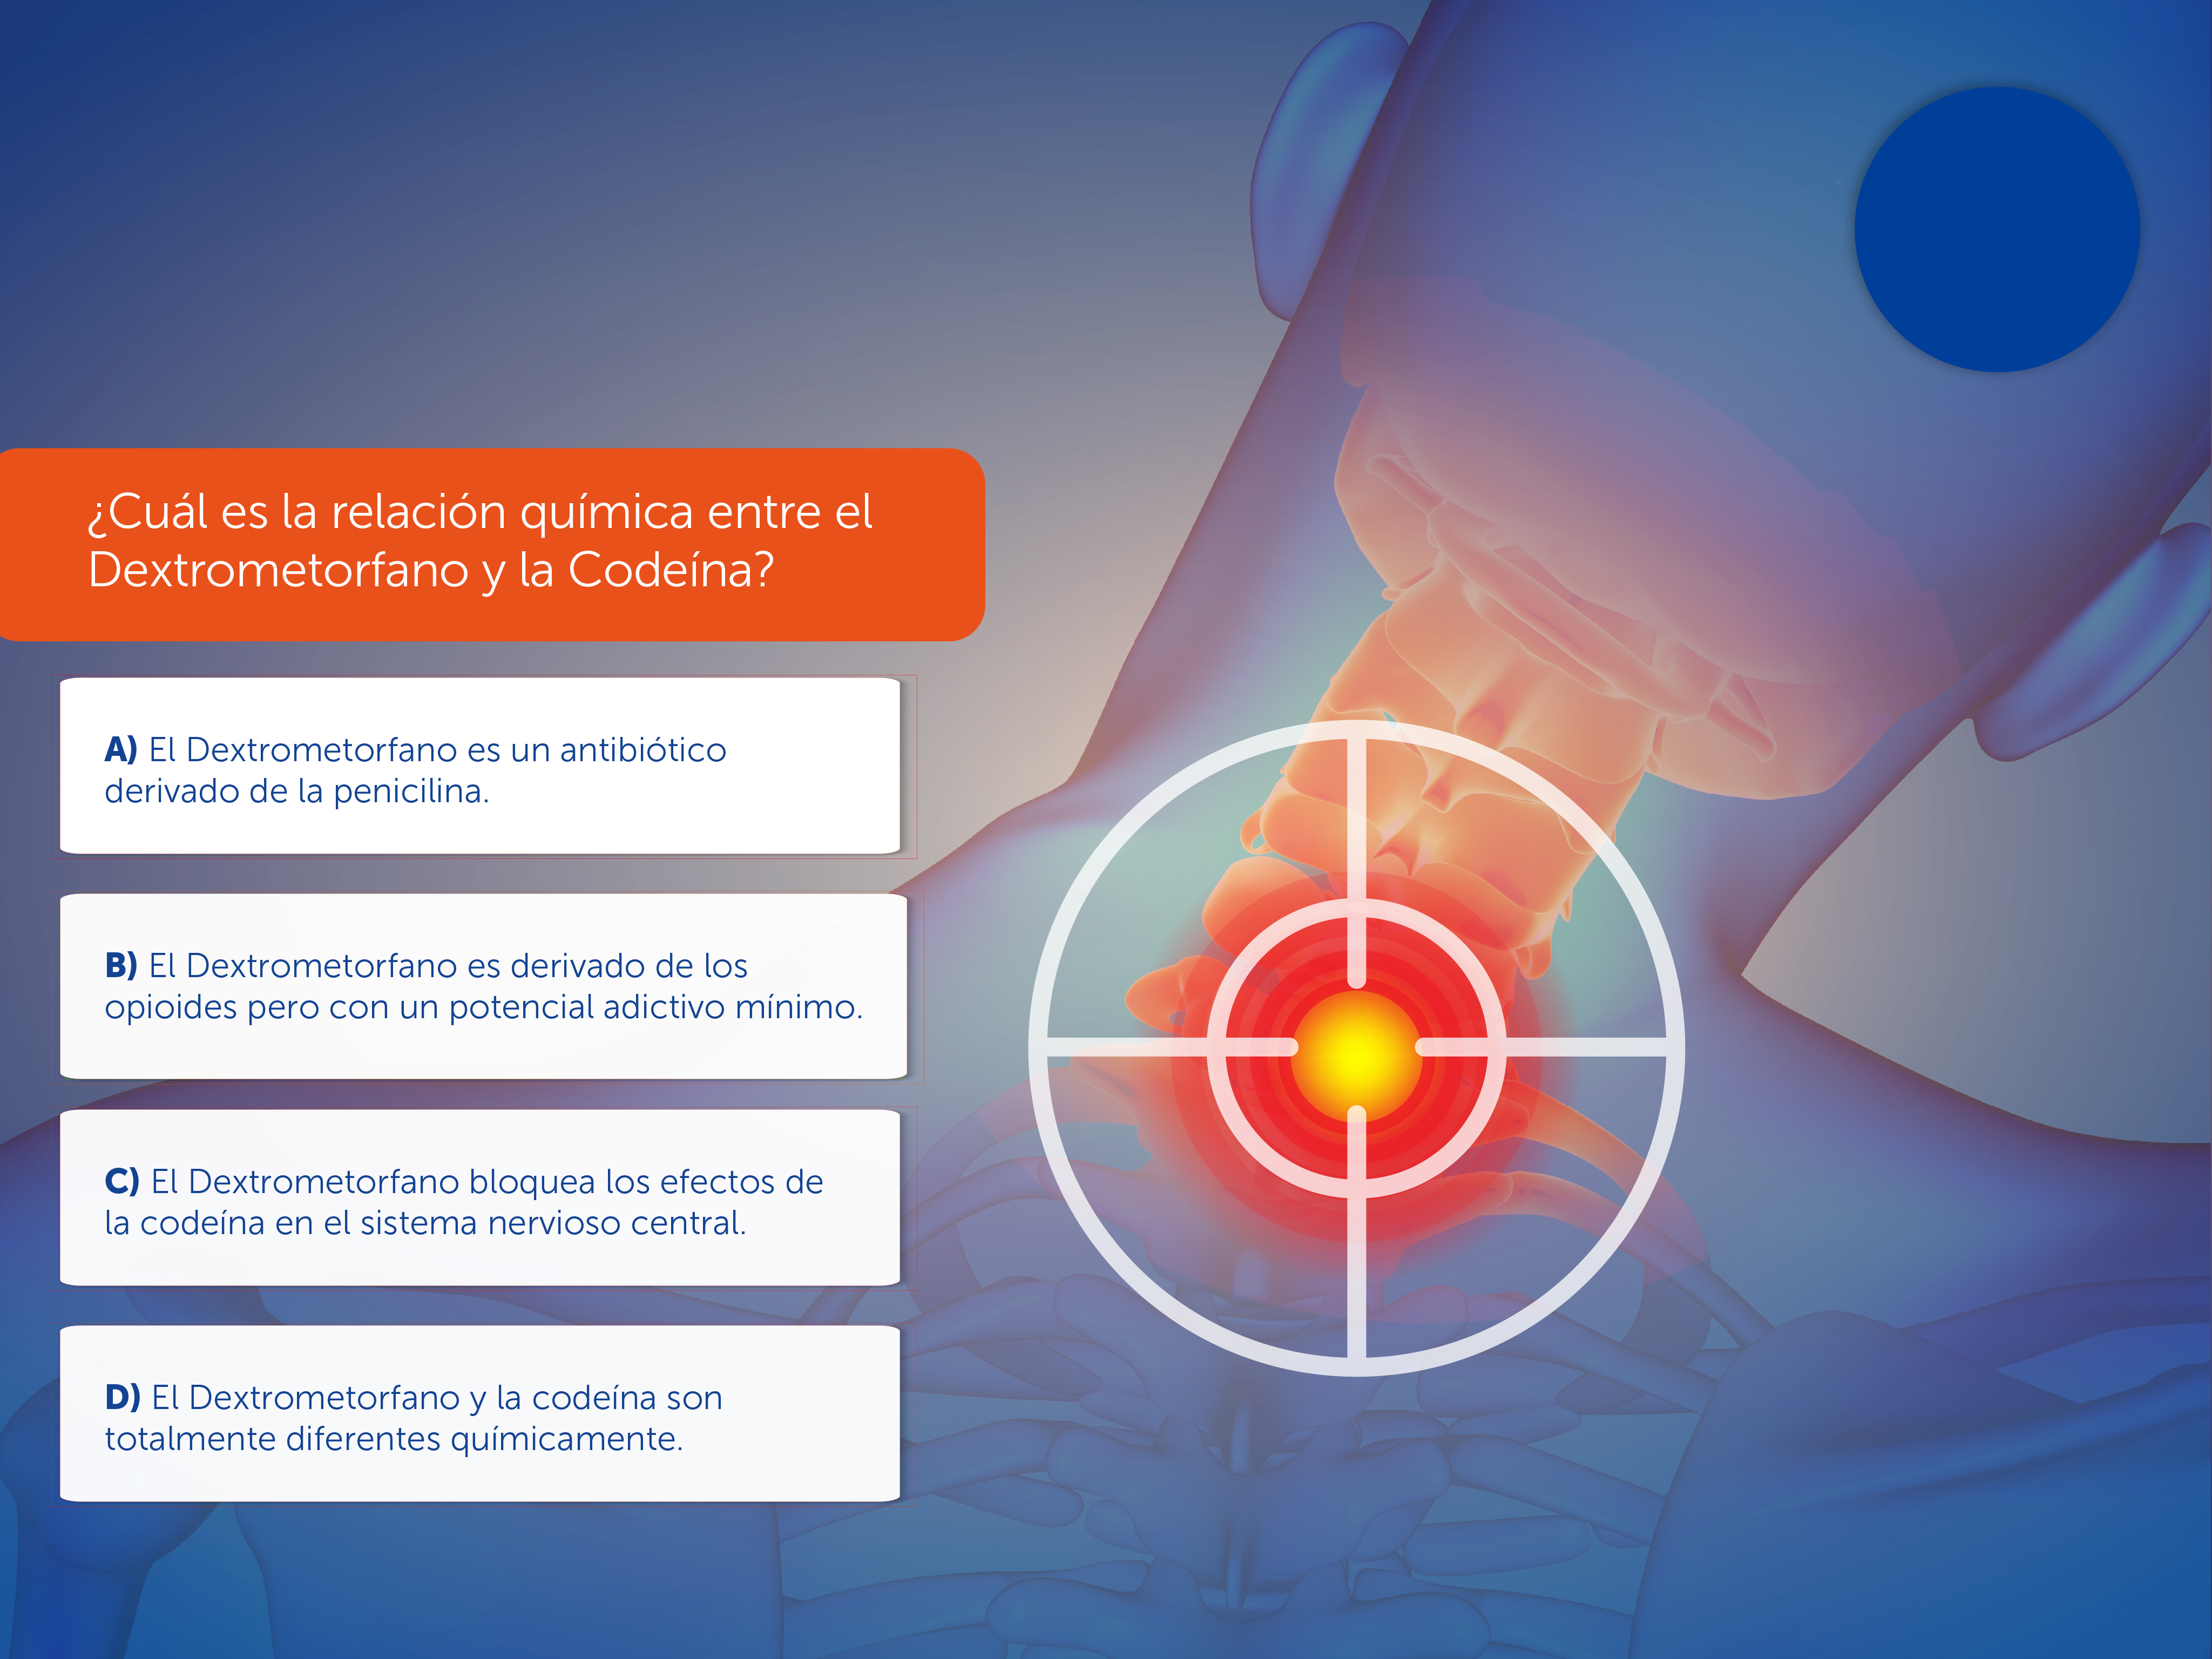 ¿Cuál es la relación química entre el
Dextrometorfano y la Codeína?
A) El Dextrometorfano es un antibiótico
derivado de la penicilina.
B) El Dextrometorfano es derivado de los
opioides pero con un potencial adictivo mínimo.
C) El Dextrometorfano bloquea los efectos de
la codeína en el sistema nervioso central.
D) El Dextrometorfano y la codeína son
totalmente diferentes químicamente.